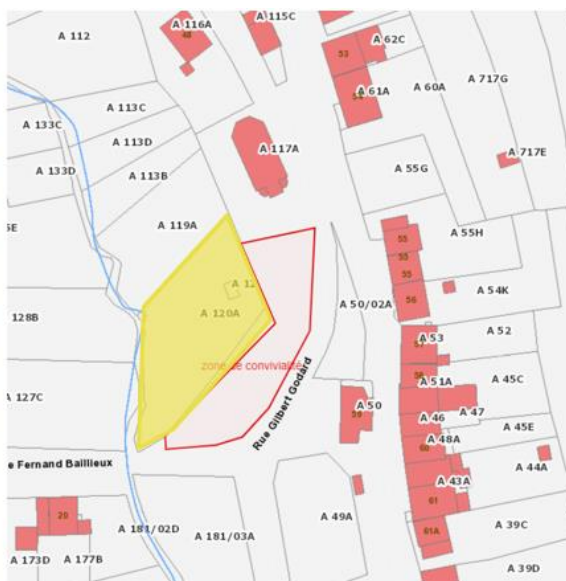 A 115C
A 116A
48
A 112
A 62C
53
A 61A
54
A 60A
A 717G
A 113C
A 133C
A 113D
A 117A
A 717E
A 133D
A 113B
A 55G
A 119A
A 55H
55
55
55
A 54K
56
A 120A
A 50/02A
128B
A 53
A 52
zone de convivialité
A 51A
A 45C
A 127C
A 50
59
A 46
A 47
Rue Gilbert Godard
A 48A
A 45E
60
e Fernand Baillieux
A 44A
A 43A
61
20
A 181/02D
A 181/03A
A 49A
A 39C
61A
A 173D
A 177B
A 39D